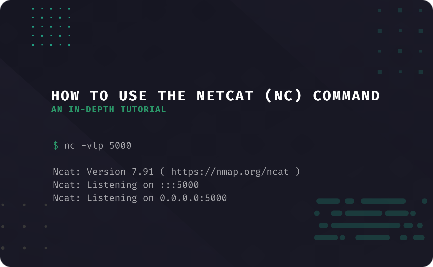 HOW TO USE THE NETCAT (NC) COMMAND
AN IN-DEPTH TUTORIAL
$ nc -vlp 5000
Ncat: Version 7.91 ( https://nmap.org/ncat )
Ncat: Listening on :::5000
Ncat: Listening on 0.0.0.0:5000